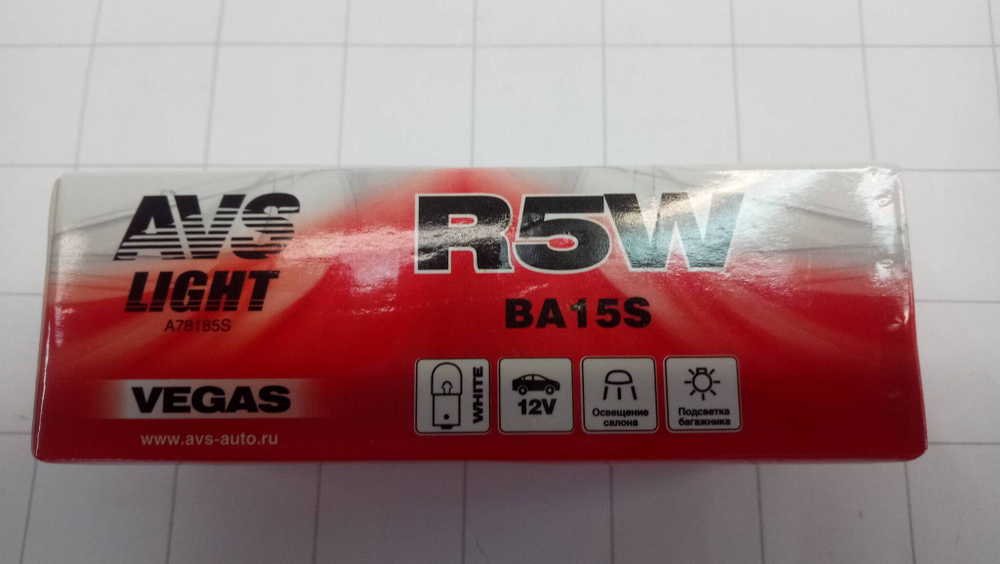 AVS
LIGHT
A78185S
VEGAS
www.avs-auto.ru
R5W
BA15S
WHITE
12V
Освещение
салона
Подсветка
багажника